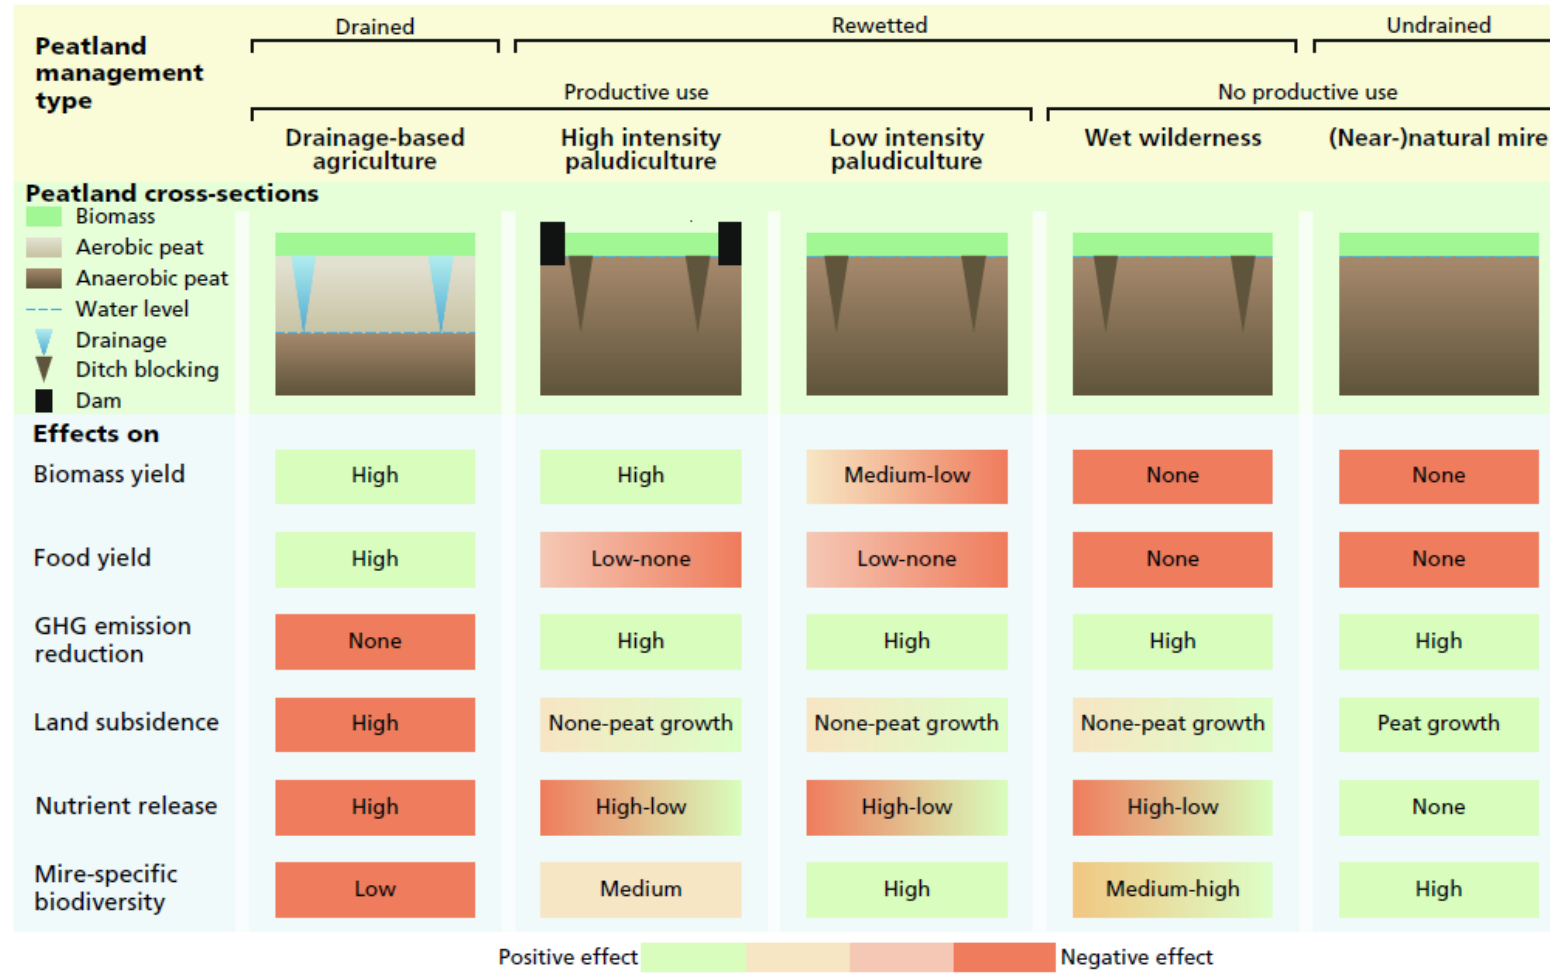 Peatland
management
type
Drained
Rewetted
Undrained
Productive use
No productive use
Drainage-based
agriculture
High intensity
paludiculture
Low intensity
paludiculture
Wet wilderness
(Near-)natural mire
Peatland cross-sections
Biomass
Aerobic peat
Anaerobic peat
Water level
Drainage
Ditch blocking
Dam
Effects on
Biomass yield
High
High
Medium-low
None
None
Food yield
High
Low-none
Low-none
None
None
GHG emission
reduction
None
High
High
High
High
Land subsidence
High
None-peat growth
None-peat growth
None-peat growth
Peat growth
Nutrient release
High
High-low
High-low
High-low
None
Mire-specific
biodiversity
Low
Medium
High
Medium-high
High
Positive effect
Negative effect